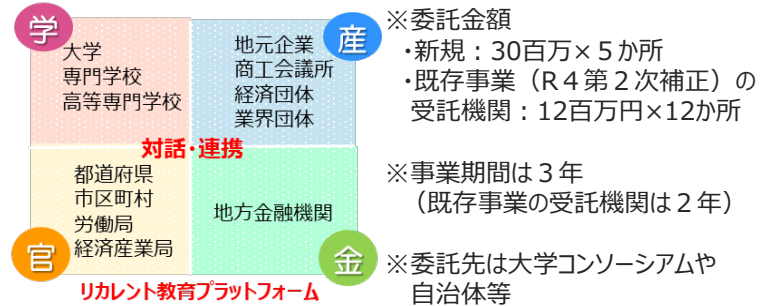 学
大学
専門学校
高等専門学校
産
地元企業
商工会議所
経済団体
業界団体
対話・連携
都道府県
市区町村
労働局
経済産業局
官
地方金融機関
金
リカレント教育プラットフォーム
※委託金額
・新規：30百万×５か所
・既存事業（R４第２次補正）の
受託機関：12百万円×12か所
※事業期間は３年
（既存事業の受託機関は２年）
※委託先は大学コンソーシアムや
自治体等